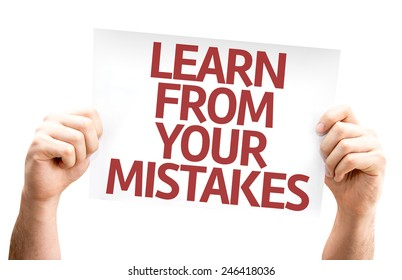 LEARN
FROM
YOUR
MISTAKES
shutterstock.com · 246418036